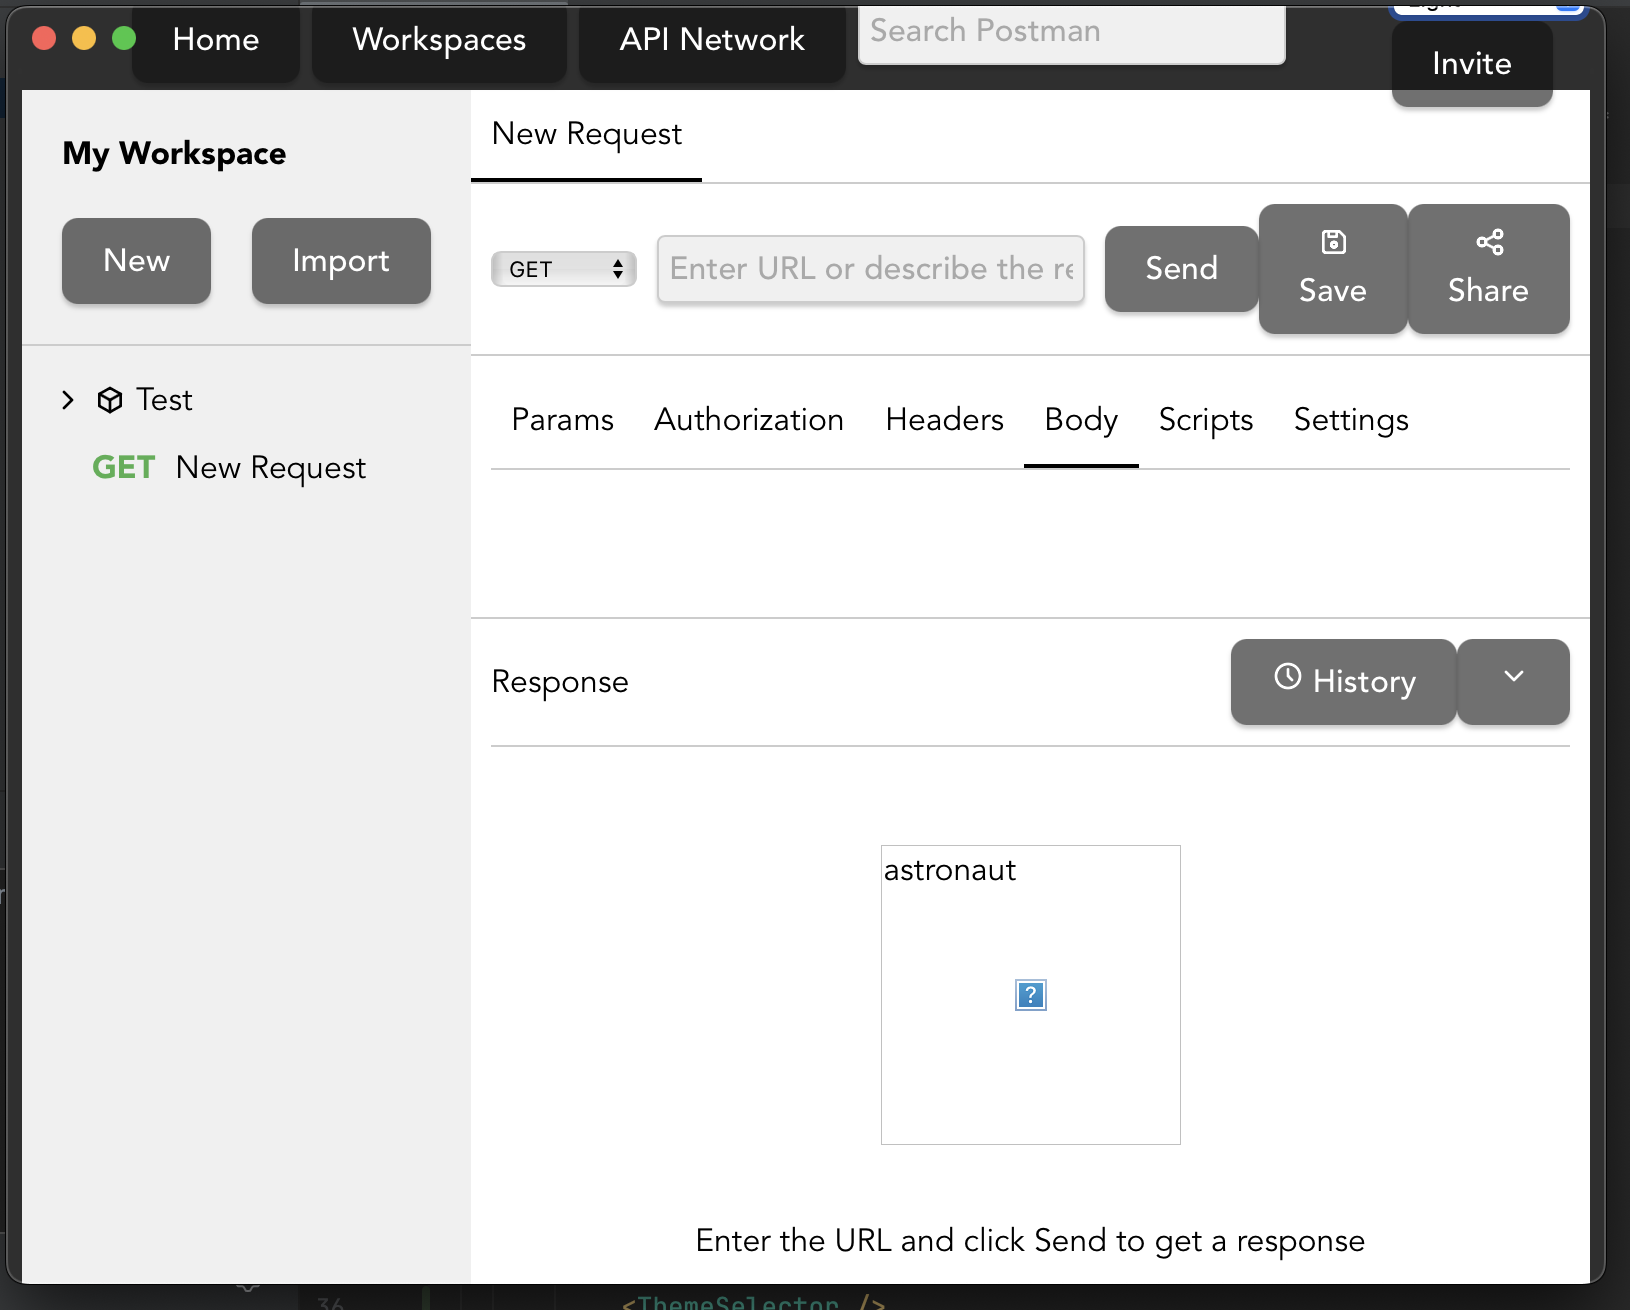 Home Workspaces API Network Search Postman
Invite
My Workspace
New Import
Test
GET New Request
New Request
GET Enter URL or describe the re Send Save Share
Params Authorization Headers Body Scripts Settings
Response History
astronaut
?
Enter the URL and click Send to get a response
36 <ThemeSelector />